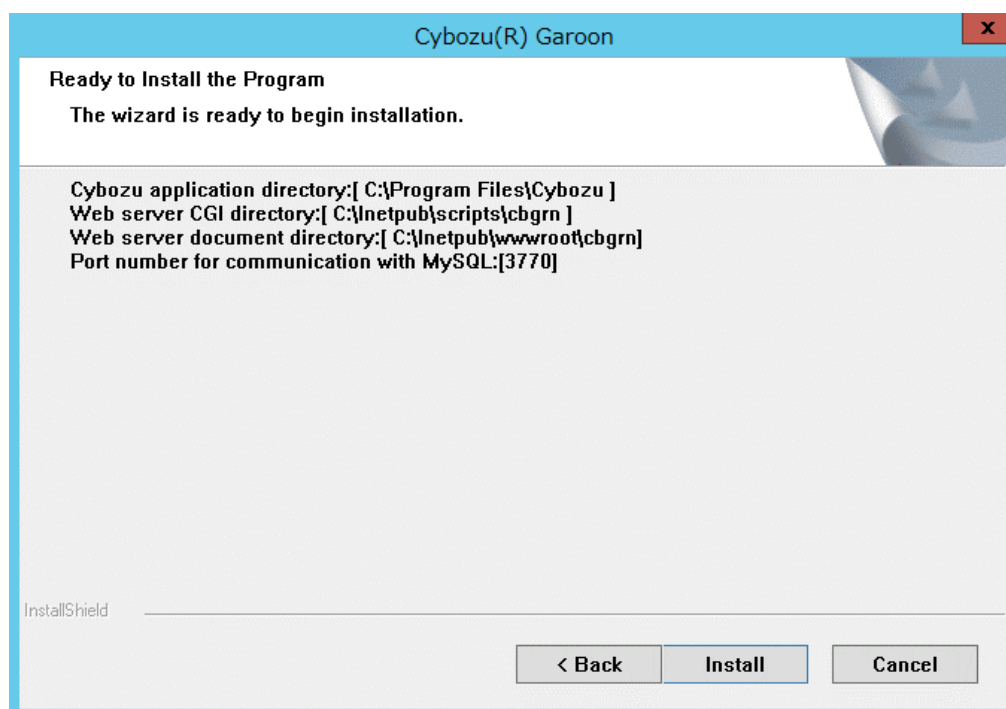 Cybozu(R) Garoon
x
Ready to Install the Program
The wizard is ready to begin installation.
Cybozu application directory:[ C:\Program Files\Cybozu ]
Web server CGI directory:[ C:\Inetpub\scripts\cbgrn ]
Web server document directory:[ C:\Inetpub\wwwroot\cbgrn]
Port number for communication with MySQL:[3770]
InstallShield
< Back Install Cancel